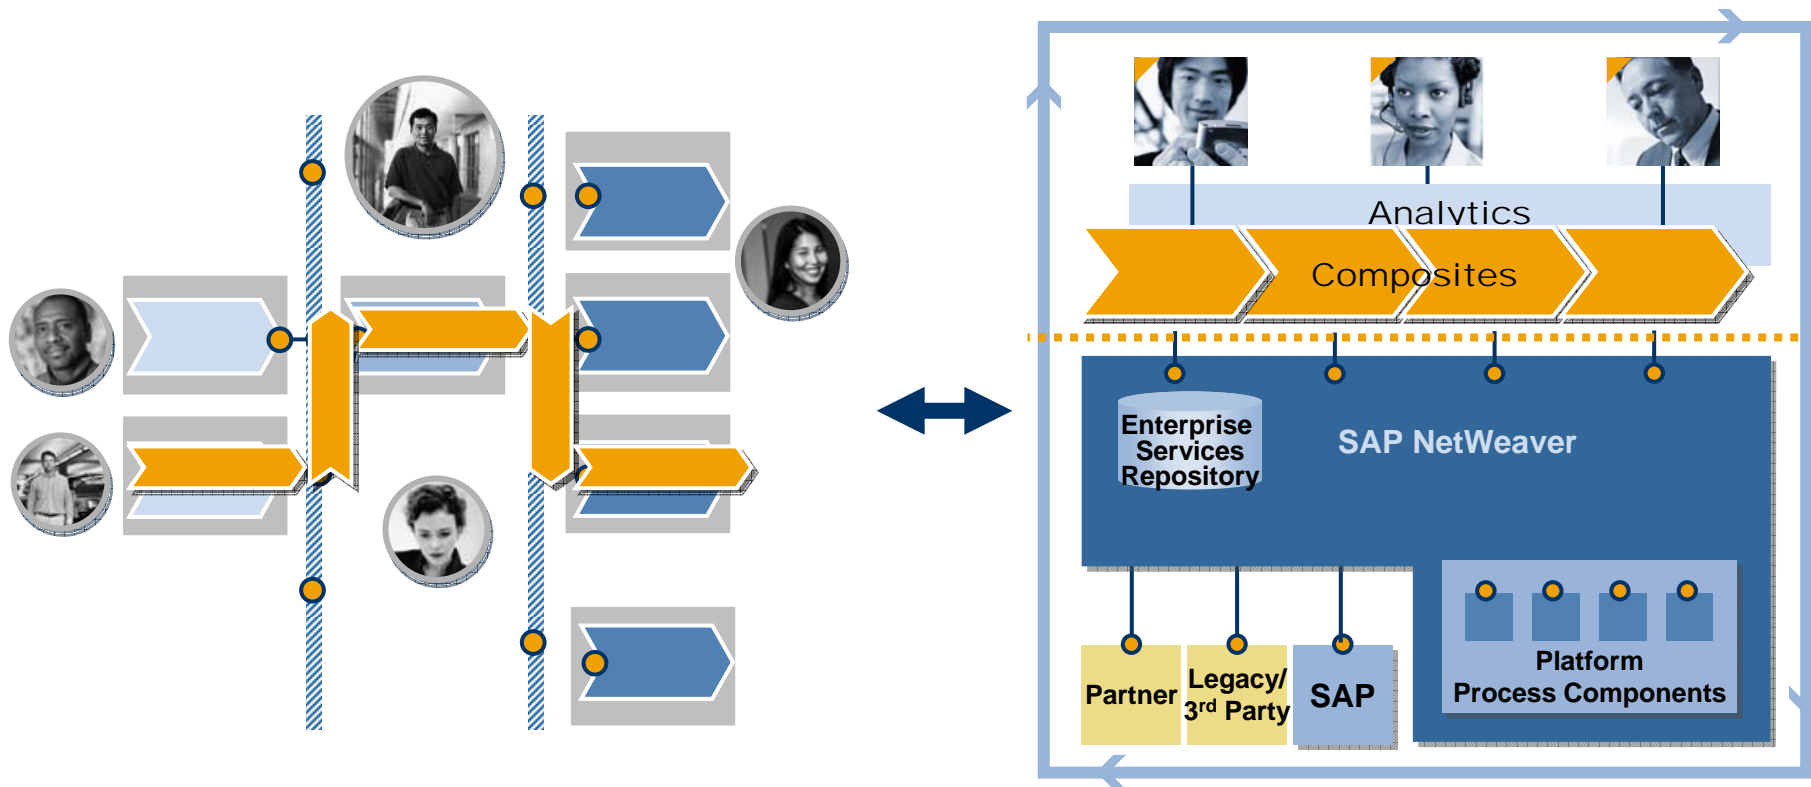 Analytics
Composites
Enterprise
Services
Repository
SAP NetWeaver
Platform
Process Components
Partner
Legacy/
3rd Party
SAP